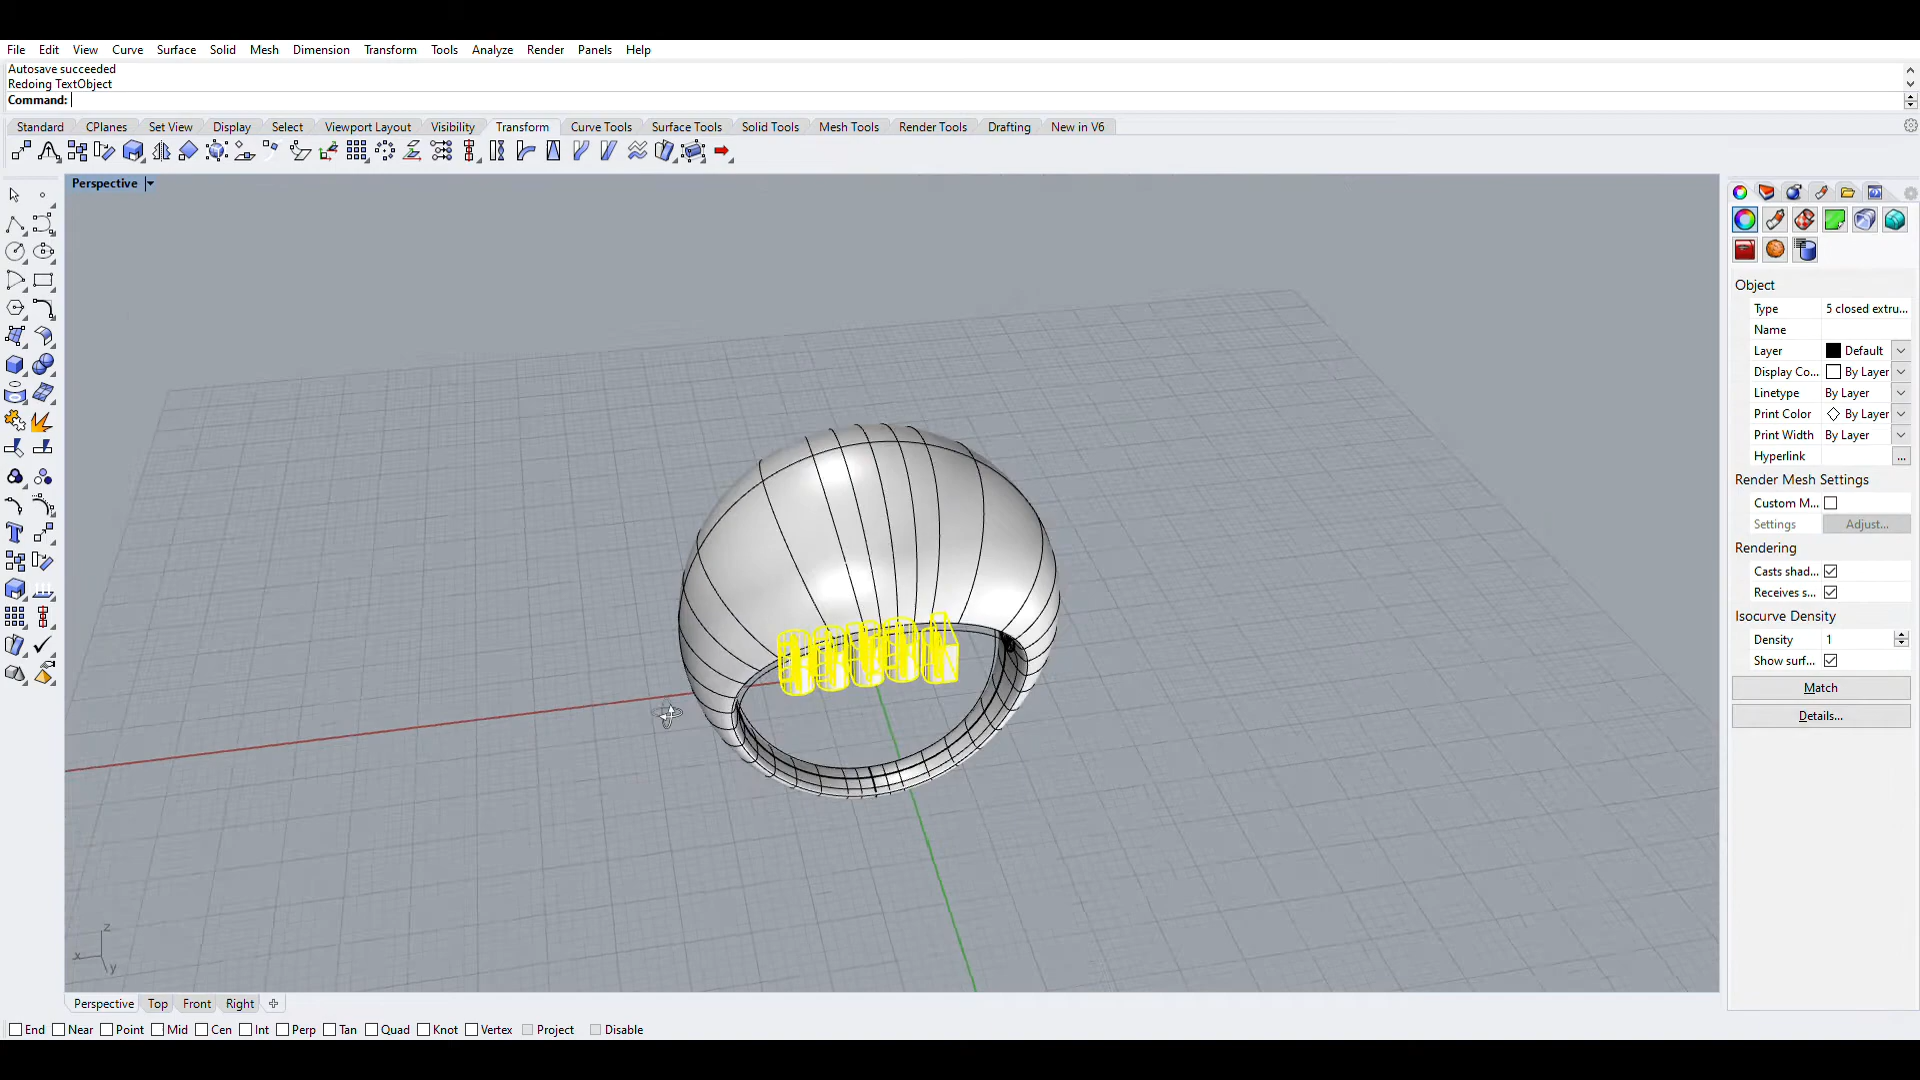 File Edit View Curve Surface Solid Mesh Dimension Transform Tools Analyze Render Panels Help
Autosave succeeded
Redoing TextObject
Command:
Standard CPlanes Set View Display Select Viewport Layout Visibility Transform Curve Tools Surface Tools Solid Tools Mesh Tools Render Tools Drafting New in V6
Perspective
Object
Type 5 closed extru...
Name
Layer Default
Display Co... By Layer
Linetype By Layer
Print Color By Layer
Print Width By Layer
Hyperlink ...
Render Mesh Settings
Custom M...
Settings Adjust...
Rendering
Casts shad...
Receives s...
Isocurve Density
Density 1
Show surf...
Match
Details...
z
x y
Perspective Top Front Right
End Near Point Mid Cen Int Perp Tan Quad Knot Vertex Project Disable